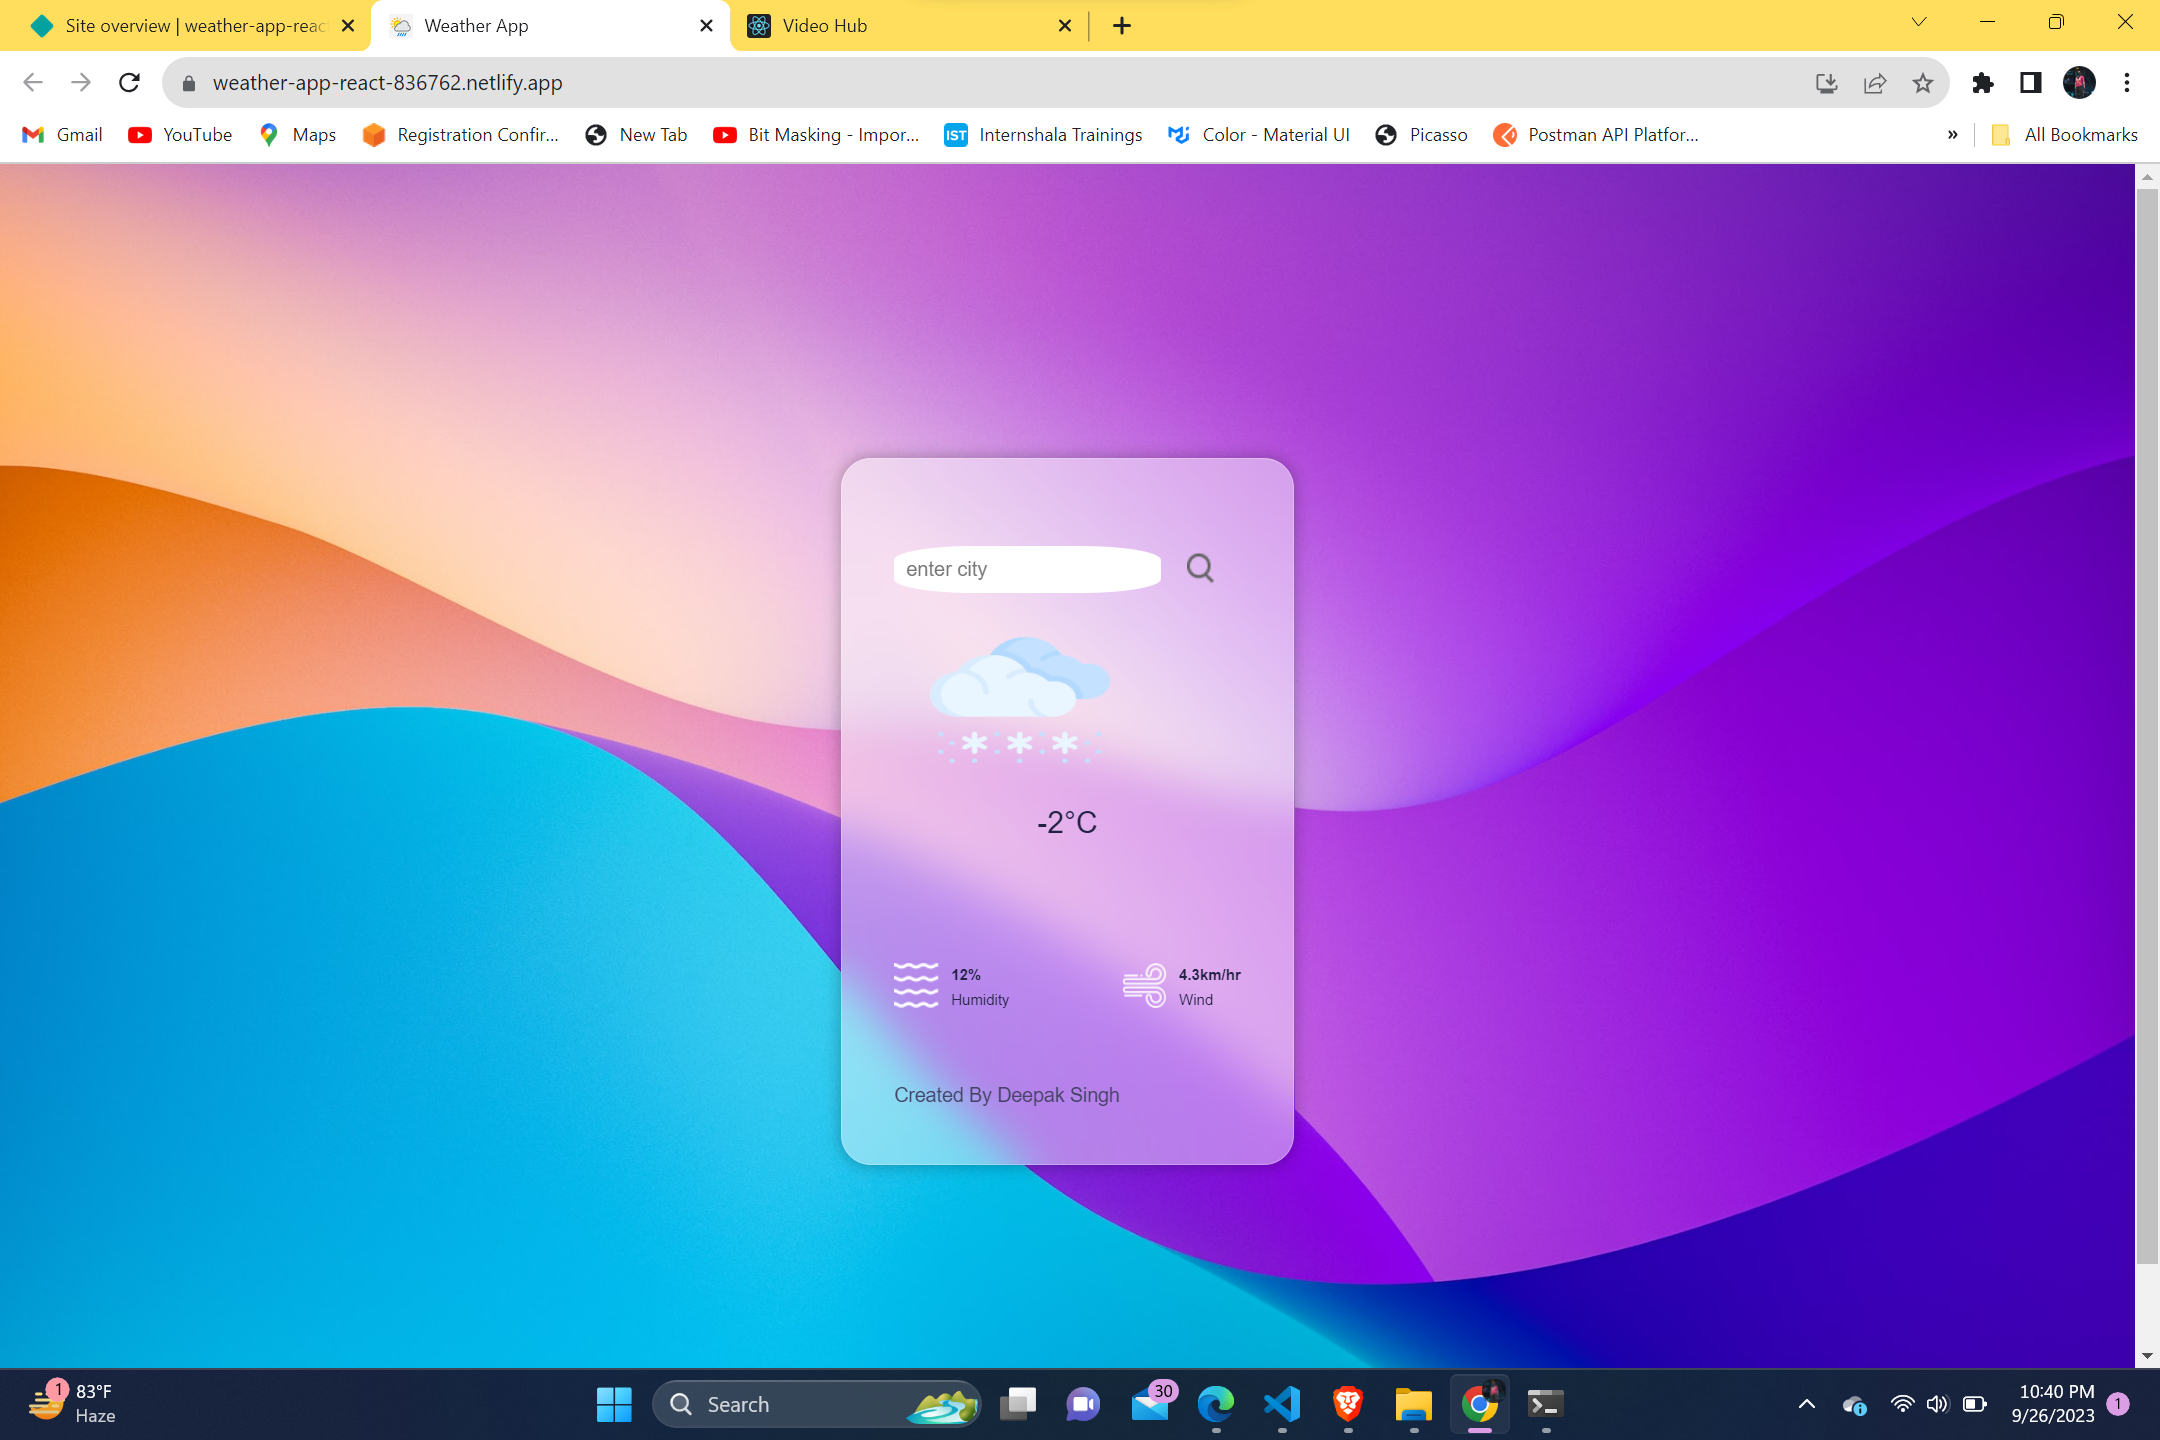 Site overview | weather-app-reac
Weather App
Video Hub
weather-app-react-836762.netlify.app
Gmail
YouTube
Maps
Registration Confir...
New Tab
Bit Masking - Impor...
IST
Internshala Trainings
Color - Material UI
Picasso
Postman API Platfor...
»
All Bookmarks
enter city
-2°C
12%
Humidity
4.3km/hr
Wind
Created By Deepak Singh
1
83°F
Haze
Search
30
10:40 PM
9/26/2023
1